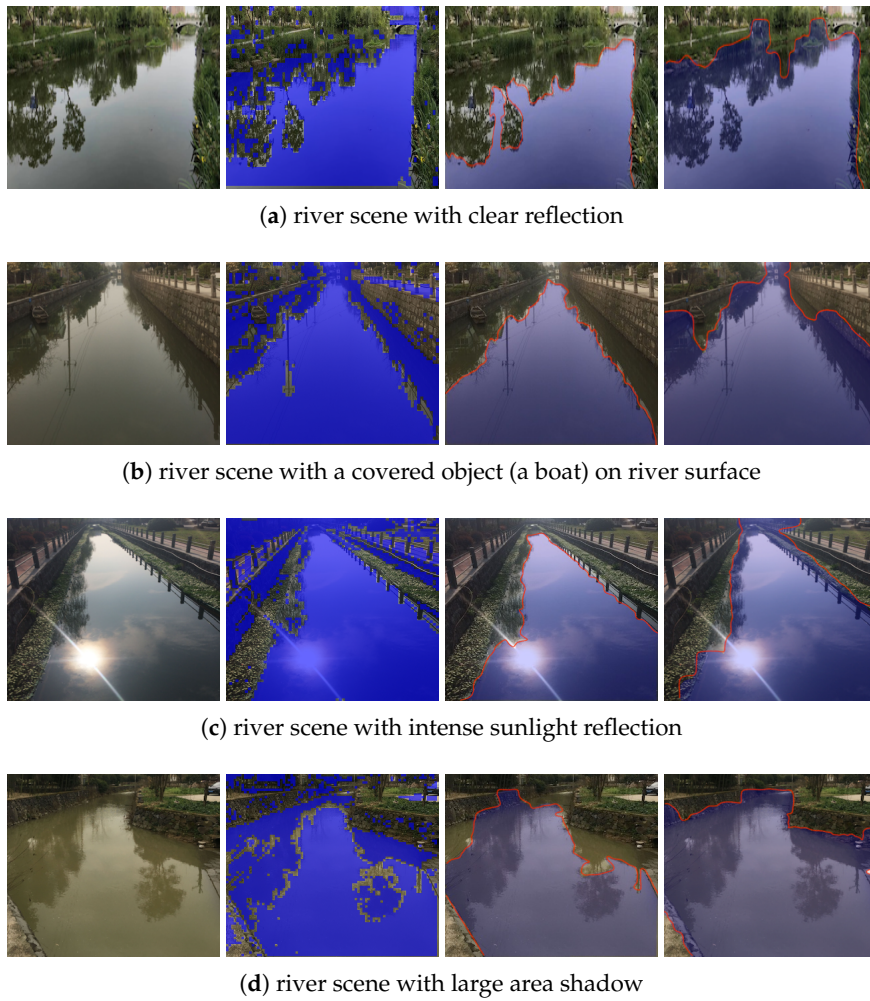 (a) river scene with clear reflection
(b) river scene with a covered object (a boat) on river surface
(c) river scene with intense sunlight reflection
(d) river scene with large area shadow